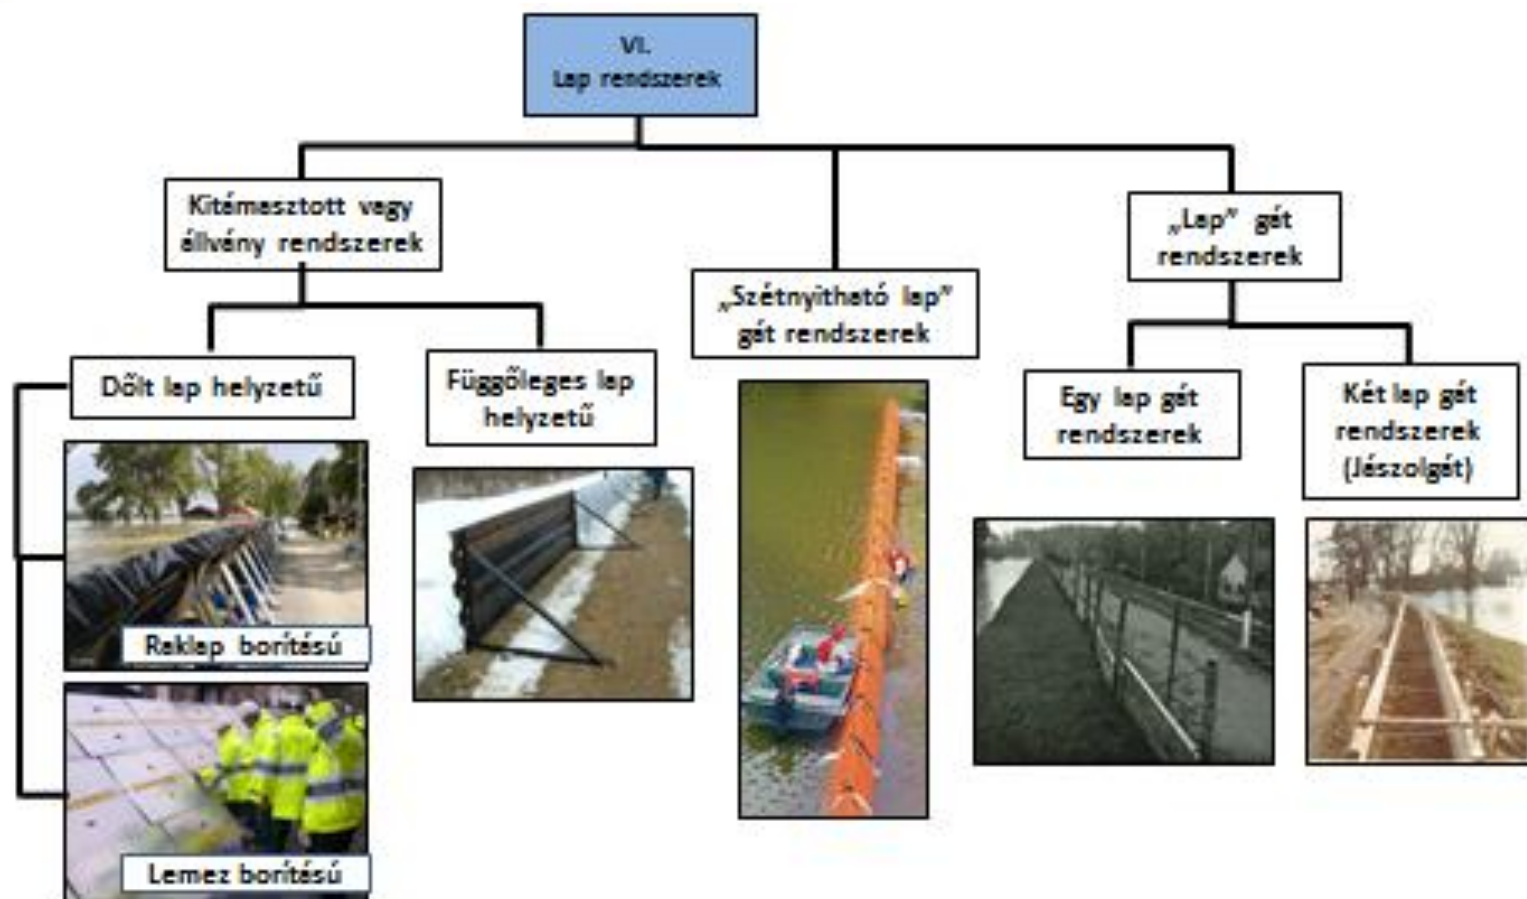 VI.
Lap rendszerek
Kitámasztott vagy
állvány rendszerek
„Szétnyitható lap”
gát rendszerek
„Lap” gát
rendszerek
Dőlt lap helyzetű
Függőleges lap
helyzetű
Egy lap gát
rendszerek
Két lap gát
rendszerek
(Jászolgát)
Raklap borítású
Lemez borítású